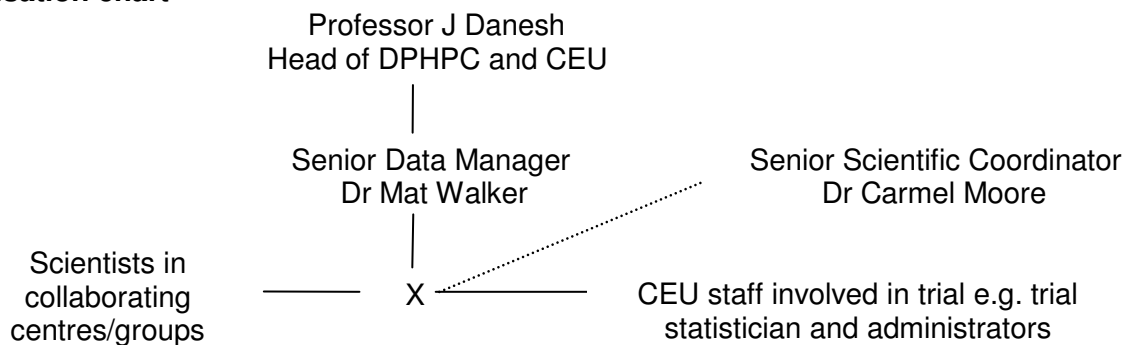 Professor J Danesh
Head of DPHPC and CEU
Senior Data Manager
Dr Mat Walker
Senior Scientific Coordinator
Dr Carmel Moore
Scientists in
collaborating
centres/groups
X
CEU staff involved in trial e.g. trial
statistician and administrators